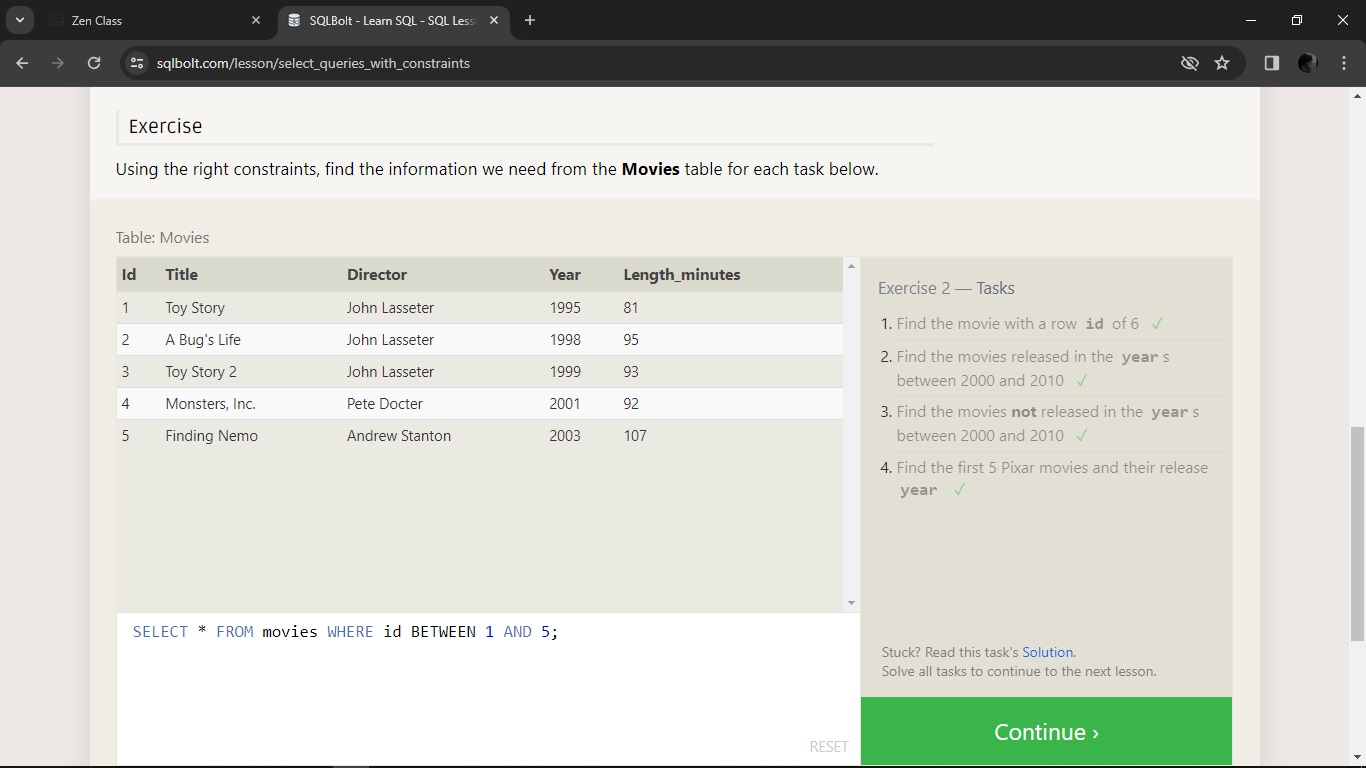 Zen Class
SQLBolt - Learn SQL - SQL Less
sqlbolt.com/lesson/select_queries_with_constraints
Exercise
Using the right constraints, find the information we need from the Movies table for each task below.
Table: Movies
Id Title Director Year Length_minutes
1 Toy Story John Lasseter 1995 81
2 A Bug's Life John Lasseter 1998 95
3 Toy Story 2 John Lasseter 1999 93
4 Monsters, Inc. Pete Docter 2001 92
5 Finding Nemo Andrew Stanton 2003 107
SELECT * FROM movies WHERE id BETWEEN 1 AND 5;
RESET
Exercise 2 — Tasks
1. Find the movie with a row id of 6 ✓
2. Find the movies released in the year s
between 2000 and 2010 ✓
3. Find the movies not released in the year s
between 2000 and 2010 ✓
4. Find the first 5 Pixar movies and their release
year ✓
Stuck? Read this task's Solution.
Solve all tasks to continue to the next lesson.
Continue ›